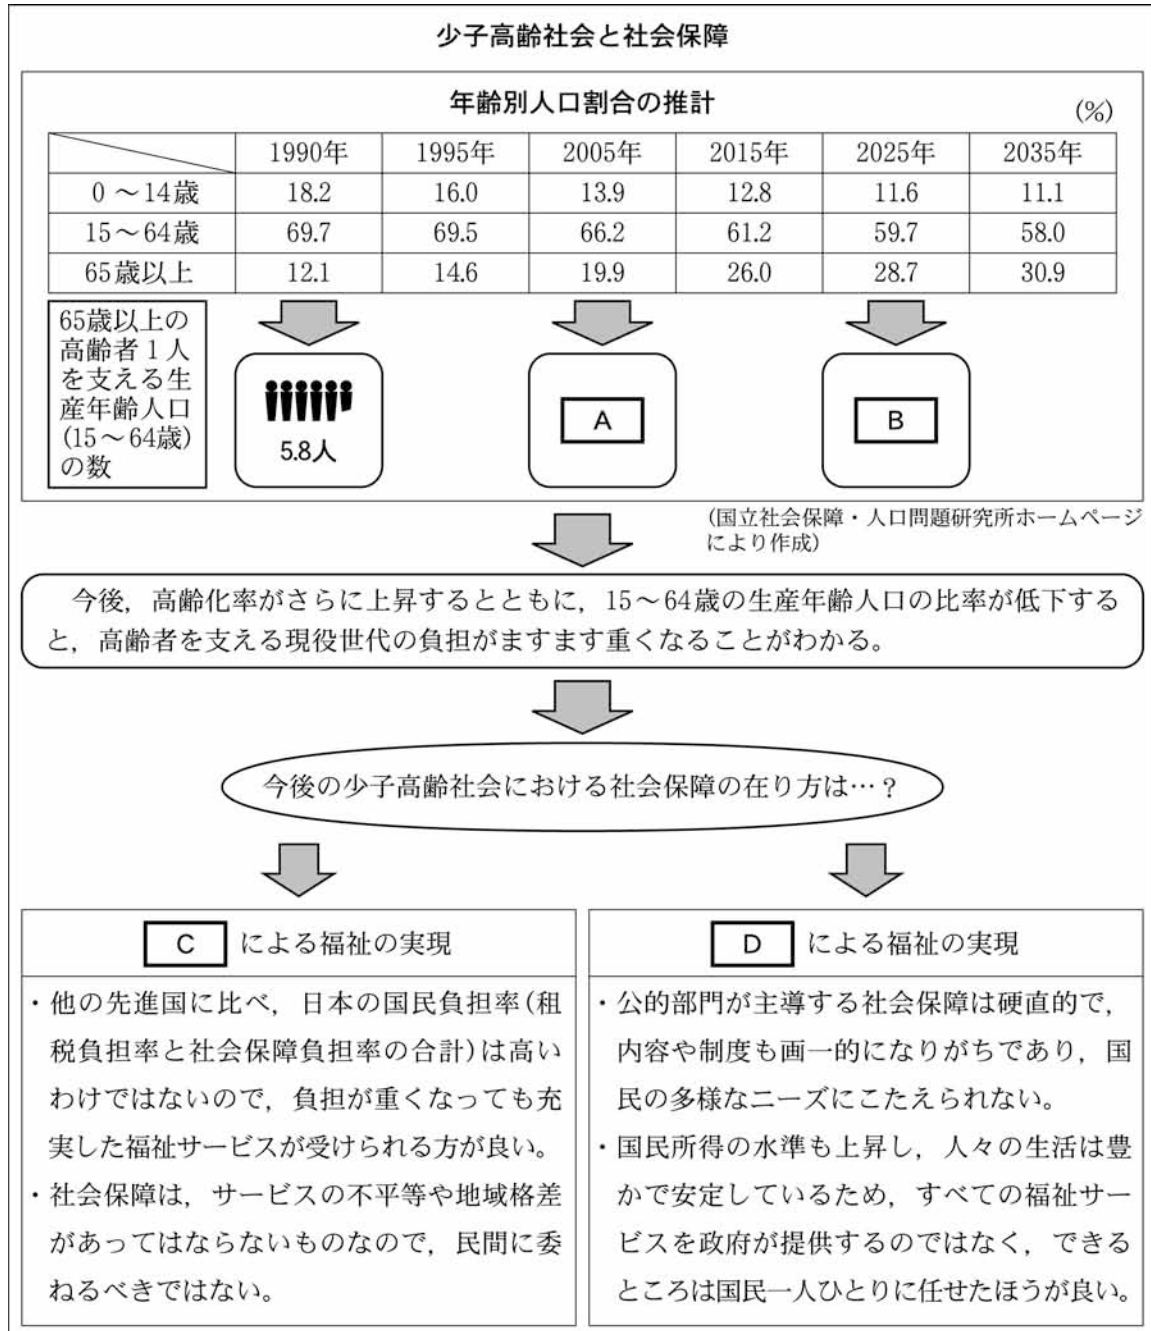 少子高齢社会と社会保障
年齢別人口割合の推計
(%)
1990年 1995年 2005年 2015年 2025年 2035年
0～14歳 18.2 16.0 13.9 12.8 11.6 11.1
15～64歳 69.7 69.5 66.2 61.2 59.7 58.0
65歳以上 12.1 14.6 19.9 26.0 28.7 30.9
65歳以上の
高齢者1人
を支える生
産年齢人口
(15～64歳)
の数
5.8人
A
B
(国立社会保障・人口問題研究所ホームページ
により作成)
今後，高齢化率がさらに上昇するとともに，15～64歳の生産年齢人口の比率が低下する
と，高齢者を支える現役世代の負担がますます重くなることがわかる。
今後の少子高齢社会における社会保障の在り方は…？
C による福祉の実現
・他の先進国に比べ，日本の国民負担率(租
税負担率と社会保障負担率の合計)は高い
わけではないので，負担が重くなっても充
実した福祉サービスが受けられる方が良い。
・社会保障は，サービスの不平等や地域格差
があってはならないものなので，民間に委
ねるべきではない。
D による福祉の実現
・公的部門が主導する社会保障は硬直的で，
内容や制度も画一的になりがちであり，国
民の多様なニーズにこたえられない。
・国民所得の水準も上昇し，人々の生活は豊
かで安定しているため，すべての福祉サー
ビスを政府が提供するのではなく，できる
ところは国民一人ひとりに任せたほうが良い。